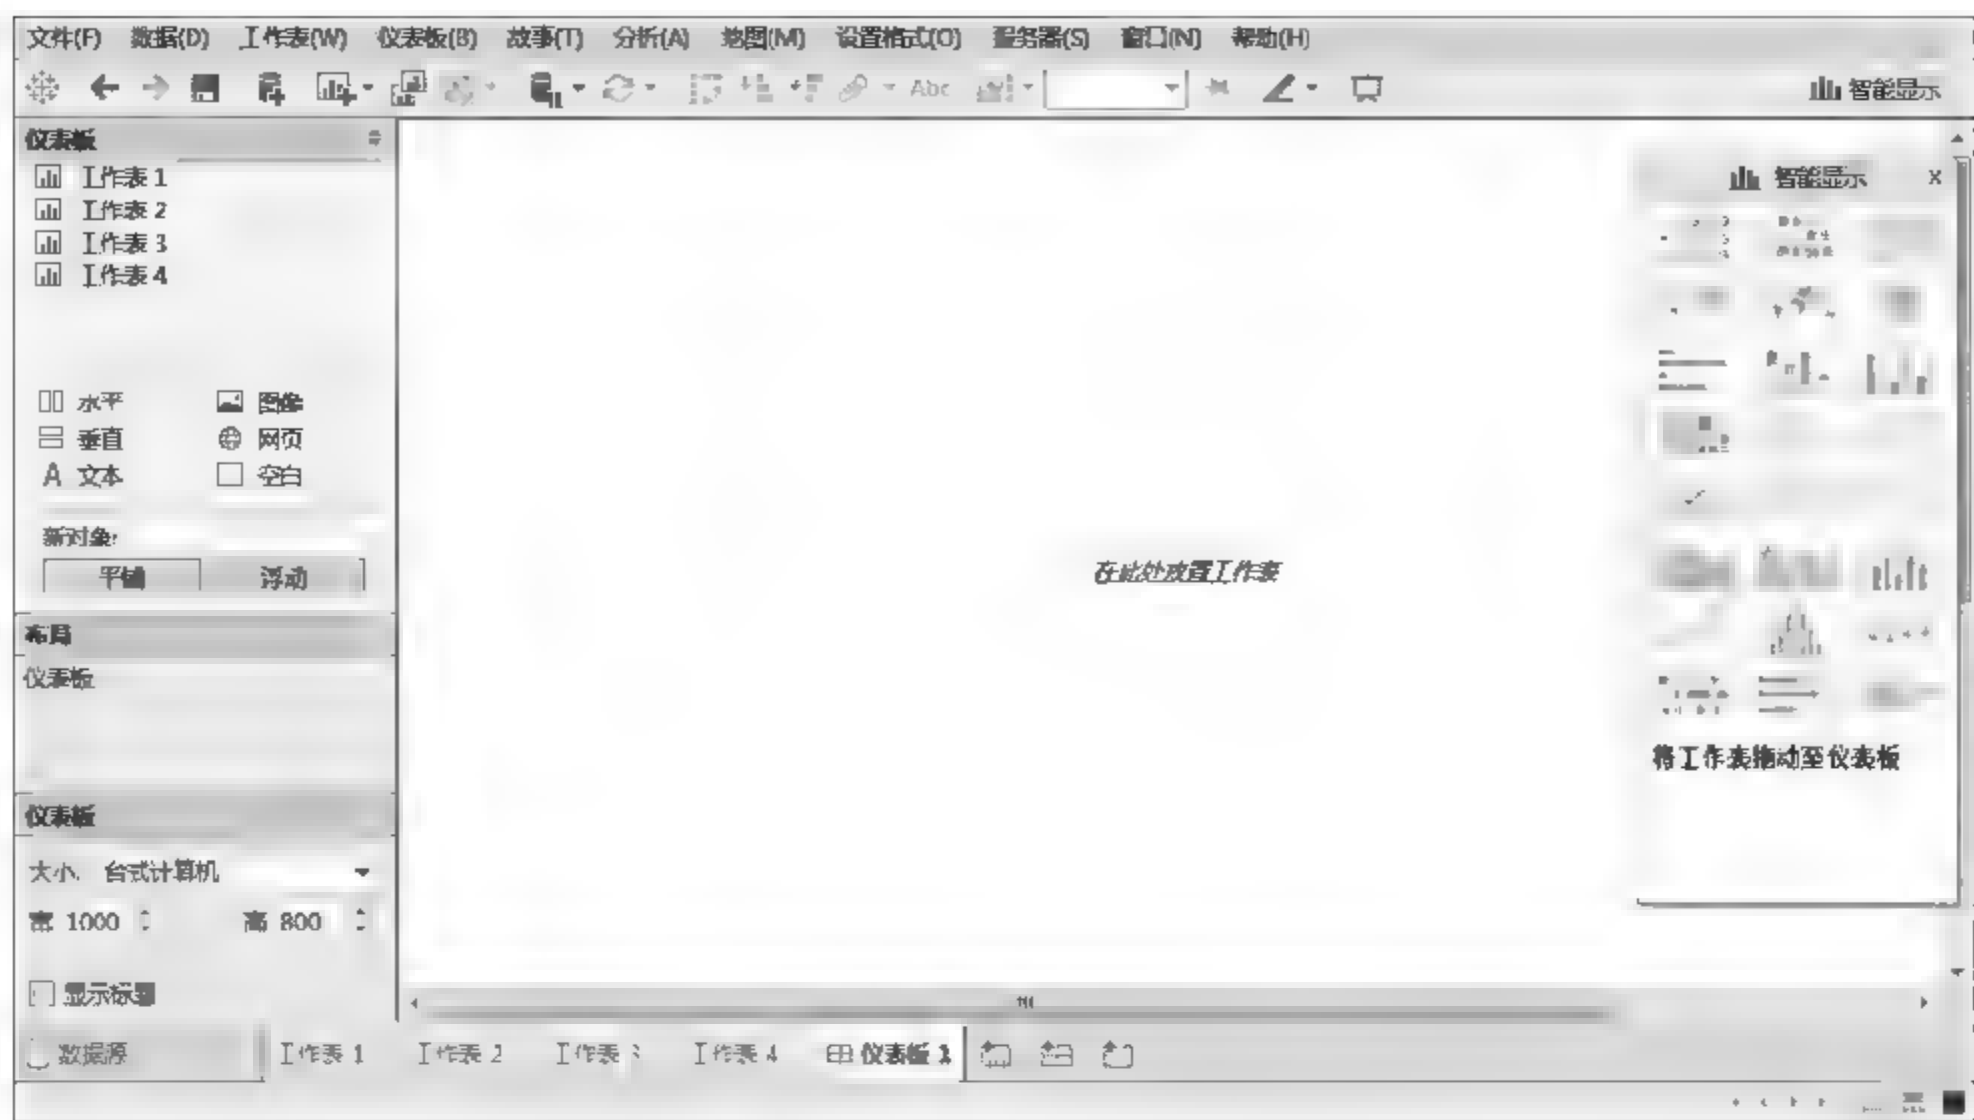 文件(F) 数据(D) 工作表(W) 仪表板(B) 故事(T) 分析(A) 地图(M) 设置格式(O) 服务器(S) 窗口(N) 帮助(H)
Abc 智能显示
仪表板
工作表 1
工作表 2
工作表 3
工作表 4
水平 图像
垂直 网页
A 文本 空白
新对象:
平铺 浮动
布局
仪表板
仪表板
大小: 台式计算机
宽 1000 高 800
显示标题
在此处放置工作表
智能显示 x
将工作表拖动至仪表板
数据源 工作表 1 工作表 2 工作表 3 工作表 4 仪表板 1